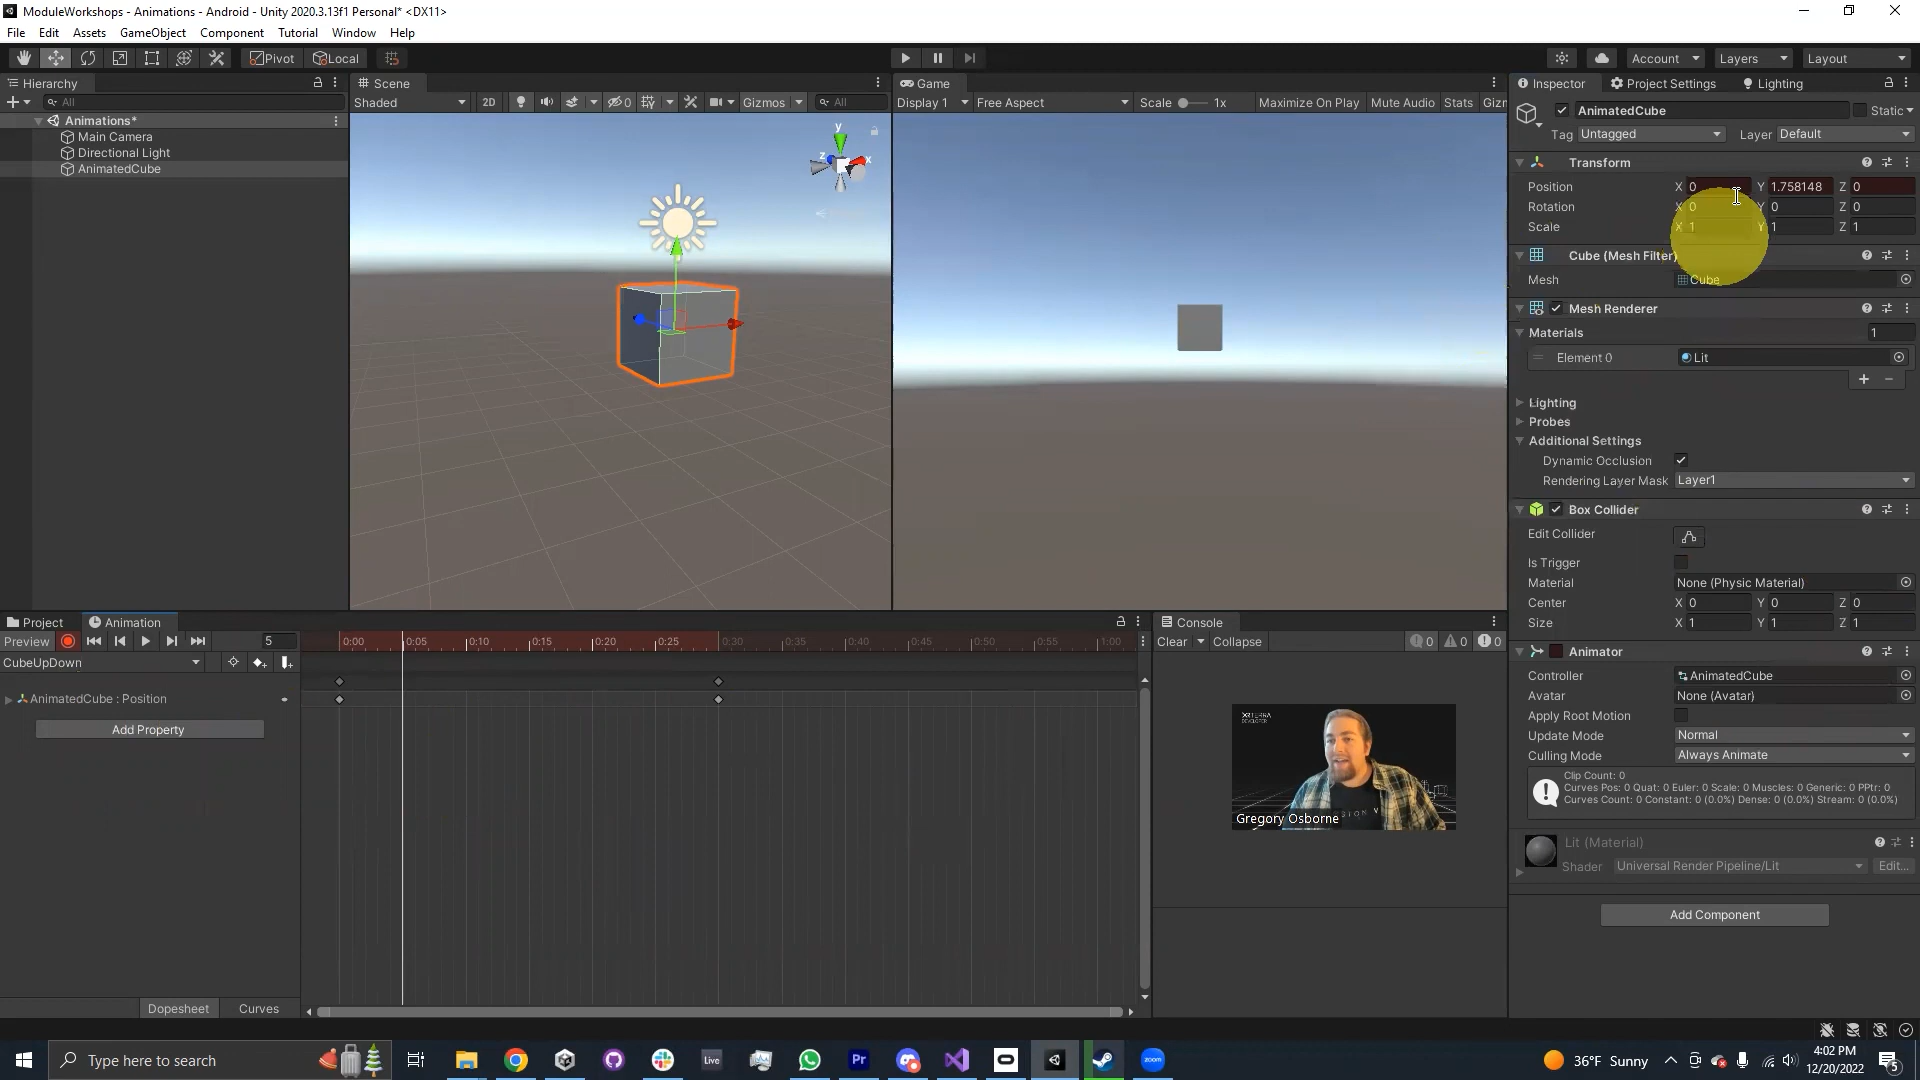 ModuleWorkshops - Animations - Android - Unity 2020.3.13f1 Personal* <DX11>
File Edit Assets GameObject Component Tutorial Window Help
Pivot Local Account Layers Layout
Hierarchy
All
Animations*
Main Camera
Directional Light
AnimatedCube
Scene
Shaded 2D 0 Gizmos All
y
z x
Game
Display 1 Free Aspect Scale 1x Maximize On Play Mute Audio Stats Giz
Inspector Project Settings Lighting
AnimatedCube Static
Tag Untagged Layer Default
Transform
Position X 0 Y 1.758148 Z 0
Rotation X 0 Y 0 Z 0
Scale X 1 Y 1 Z 1
Cube (Mesh Filter)
Mesh Cube
Mesh Renderer
Materials 1
Element 0 Lit
Lighting
Probes
Additional Settings
Dynamic Occlusion
Rendering Layer Mask Layer1
Box Collider
Edit Collider
Is Trigger
Material None (Physic Material)
Center X 0 Y 0 Z 0
Size X 1 Y 1 Z 1
Animator
Controller AnimatedCube
Avatar None (Avatar)
Apply Root Motion
Update Mode Normal
Culling Mode Always Animate
Clip Count: 0
Curves Pos: 0 Quat: 0 Euler: 0 Scale: 0 Muscles: 0 Generic: 0 PPtr: 0
Curves Count: 0 Constant: 0 (0.0%) Dense: 0 (0.0%) Stream: 0 (0.0%)
Lit (Material)
Shader Universal Render Pipeline/Lit Edit...
Add Component
Project Animation
Preview 5 0:00 0:05 0:10 0:15 0:20 0:25 0:30 0:35 0:40 0:45 0:50 0:55 1:00
CubeUpDown
AnimatedCube : Position
Add Property
Dopesheet Curves
Console
Clear Collapse 0 0 0
XRTERRA
DEVELOPER
Gregory Osborne
Type here to search Live Pr zoom 36°F Sunny 4:02 PM
12/20/2022 5